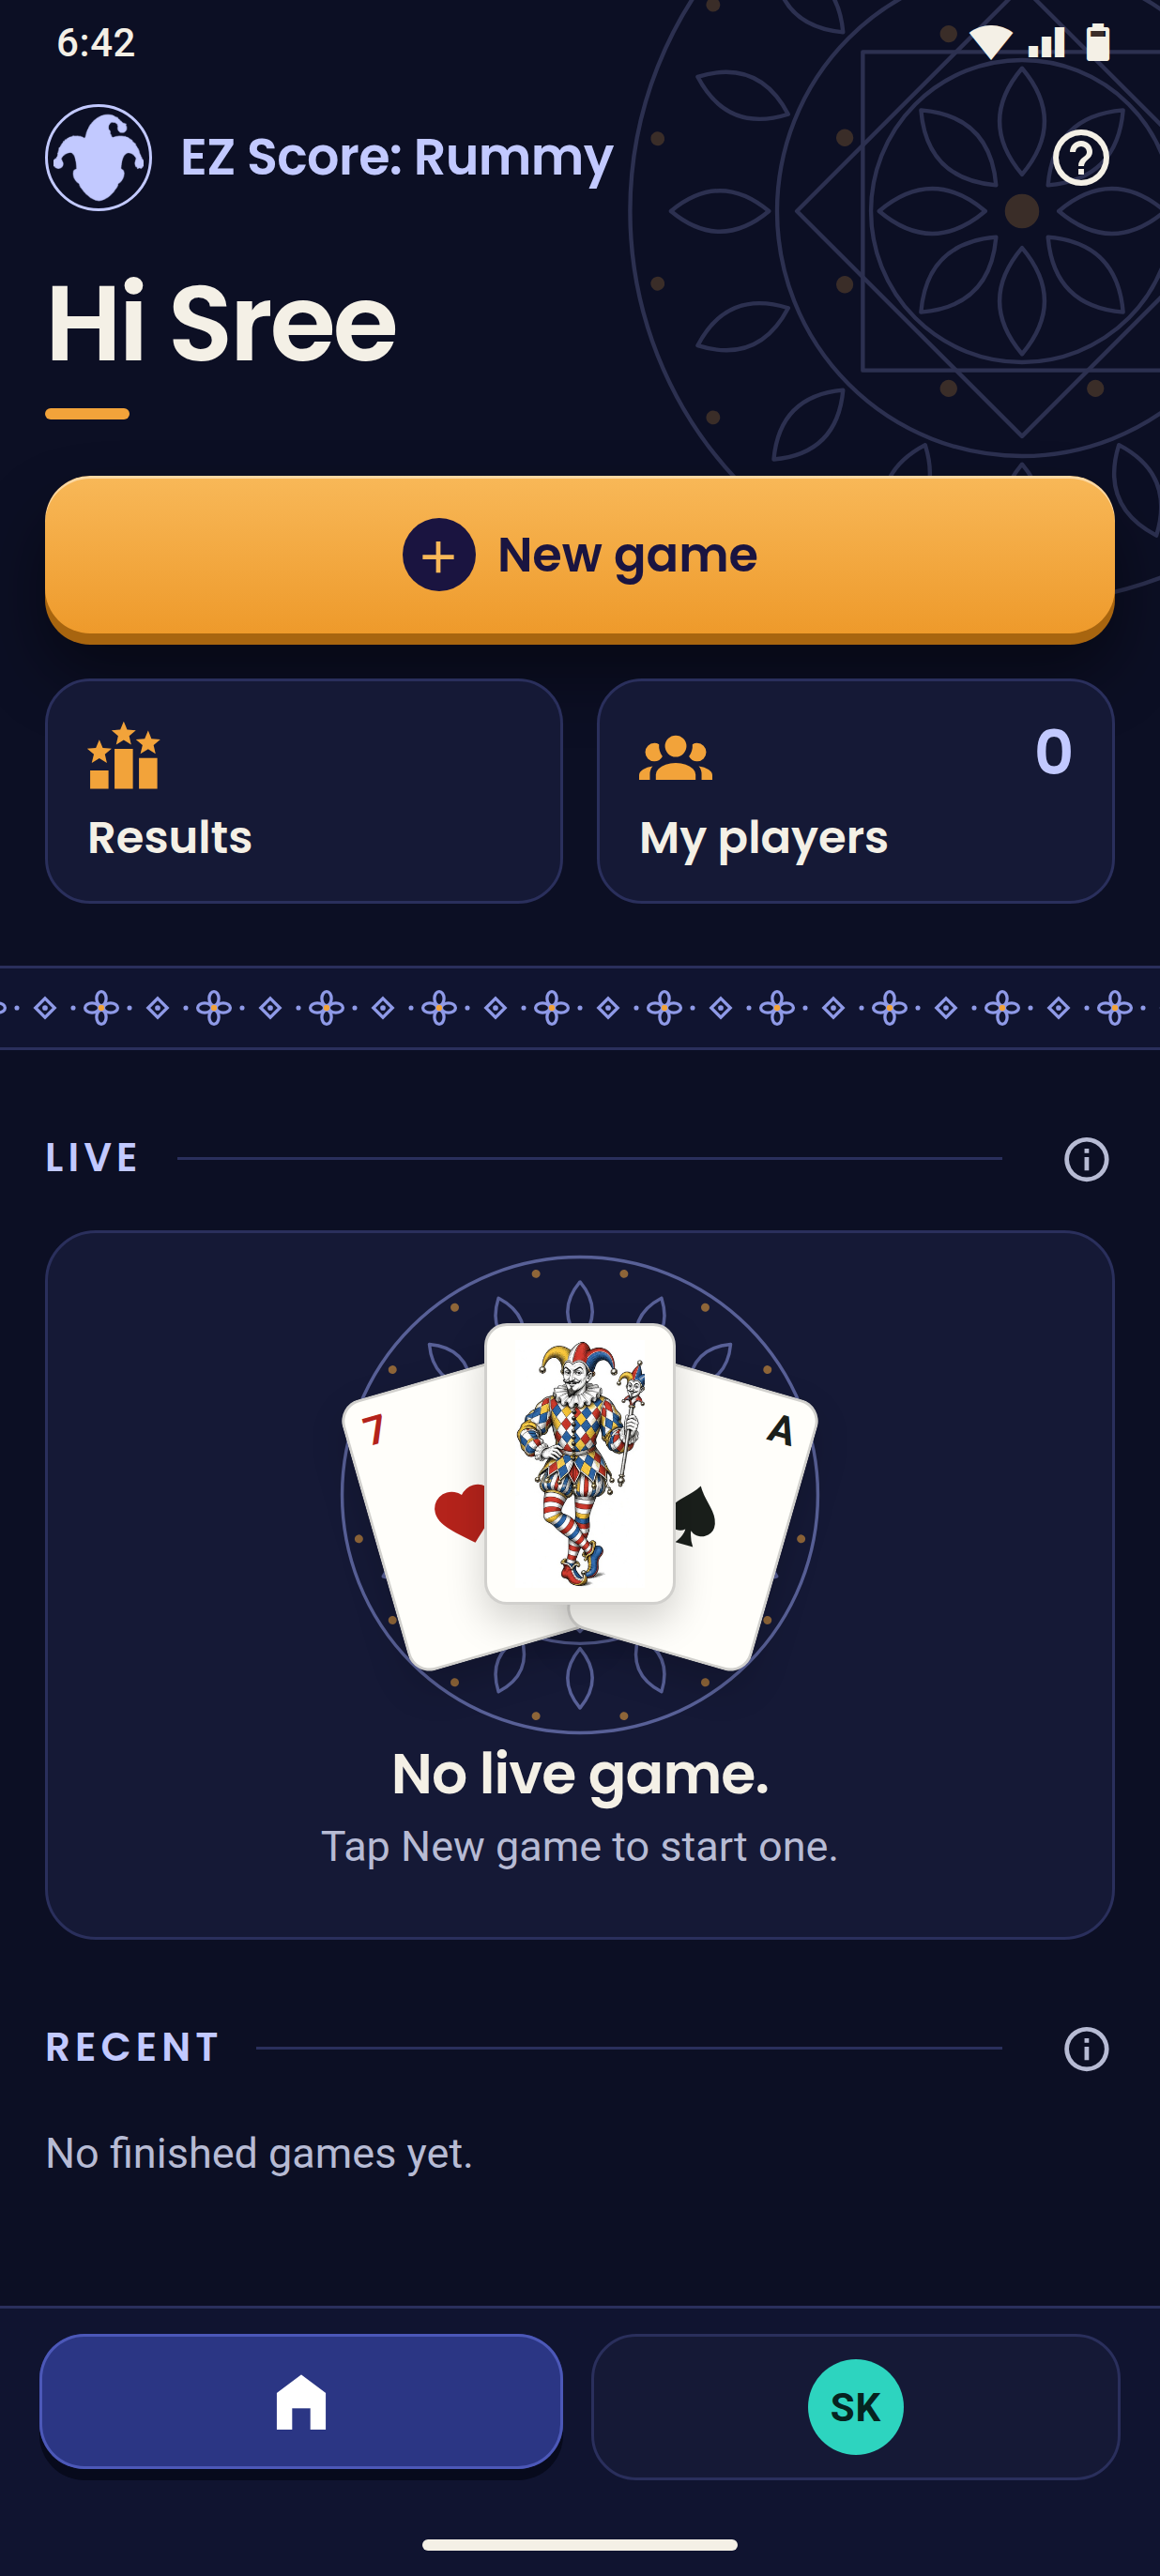 6:42
EZ Score: Rummy
Hi Sree
New game
Results
0
My players
LIVE
7
A
No live game.
Tap New game to start one.
RECENT
No finished games yet.
SK